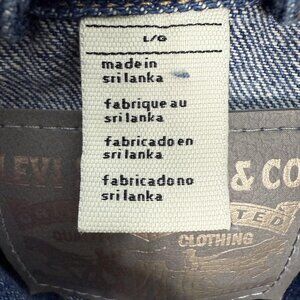 L/G
made in
sri lanka
fabrique au
sri lanka
fabricado en
sri lanka
fabricado no
sri lanka
LEVI & CO
CLOTHING